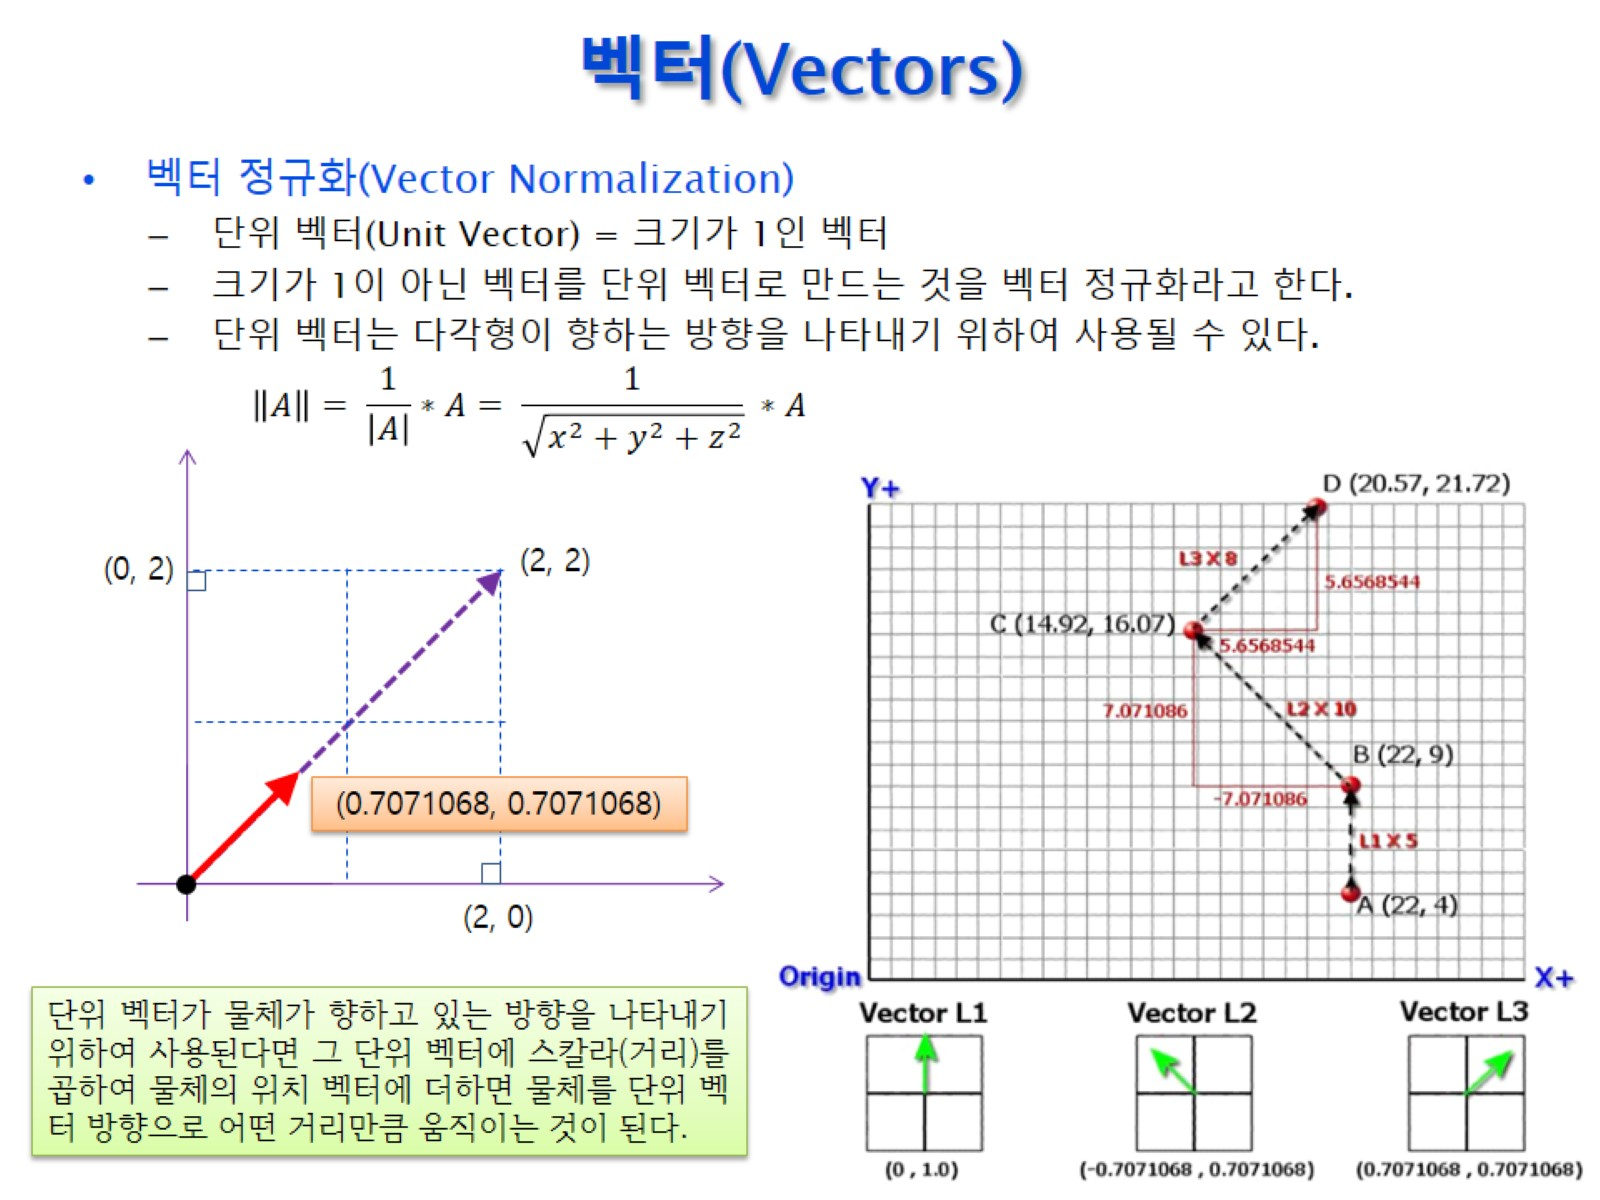 벡터(Vectors)
• 벡터 정규화(Vector Normalization)
– 단위 벡터(Unit Vector) = 크기가 1인 벡터
– 크기가 1이 아닌 벡터를 단위 벡터로 만드는 것을 벡터 정규화라고 한다.
– 단위 벡터는 다각형이 향하는 방향을 나타내기 위하여 사용될 수 있다.
‖A‖ = 1/|A| * A = 1/√(x² + y² + z²) * A
(0, 2)
(2, 2)
(0.7071068, 0.7071068)
(2, 0)
단위 벡터가 물체가 향하고 있는 방향을 나타내기
위하여 사용된다면 그 단위 벡터에 스칼라(거리)를
곱하여 물체의 위치 벡터에 더하면 물체를 단위 벡
터 방향으로 어떤 거리만큼 움직이는 것이 된다.
Y+
D (20.57, 21.72)
L3 X 8
5.6568544
C (14.92, 16.07)
5.6568544
7.071086
L2 X 10
B (22, 9)
-7.071086
L1 X 5
A (22, 4)
Origin
X+
Vector L1
Vector L2
Vector L3
(0 , 1.0)
(-0.7071068 , 0.7071068)
(0.7071068 , 0.7071068)